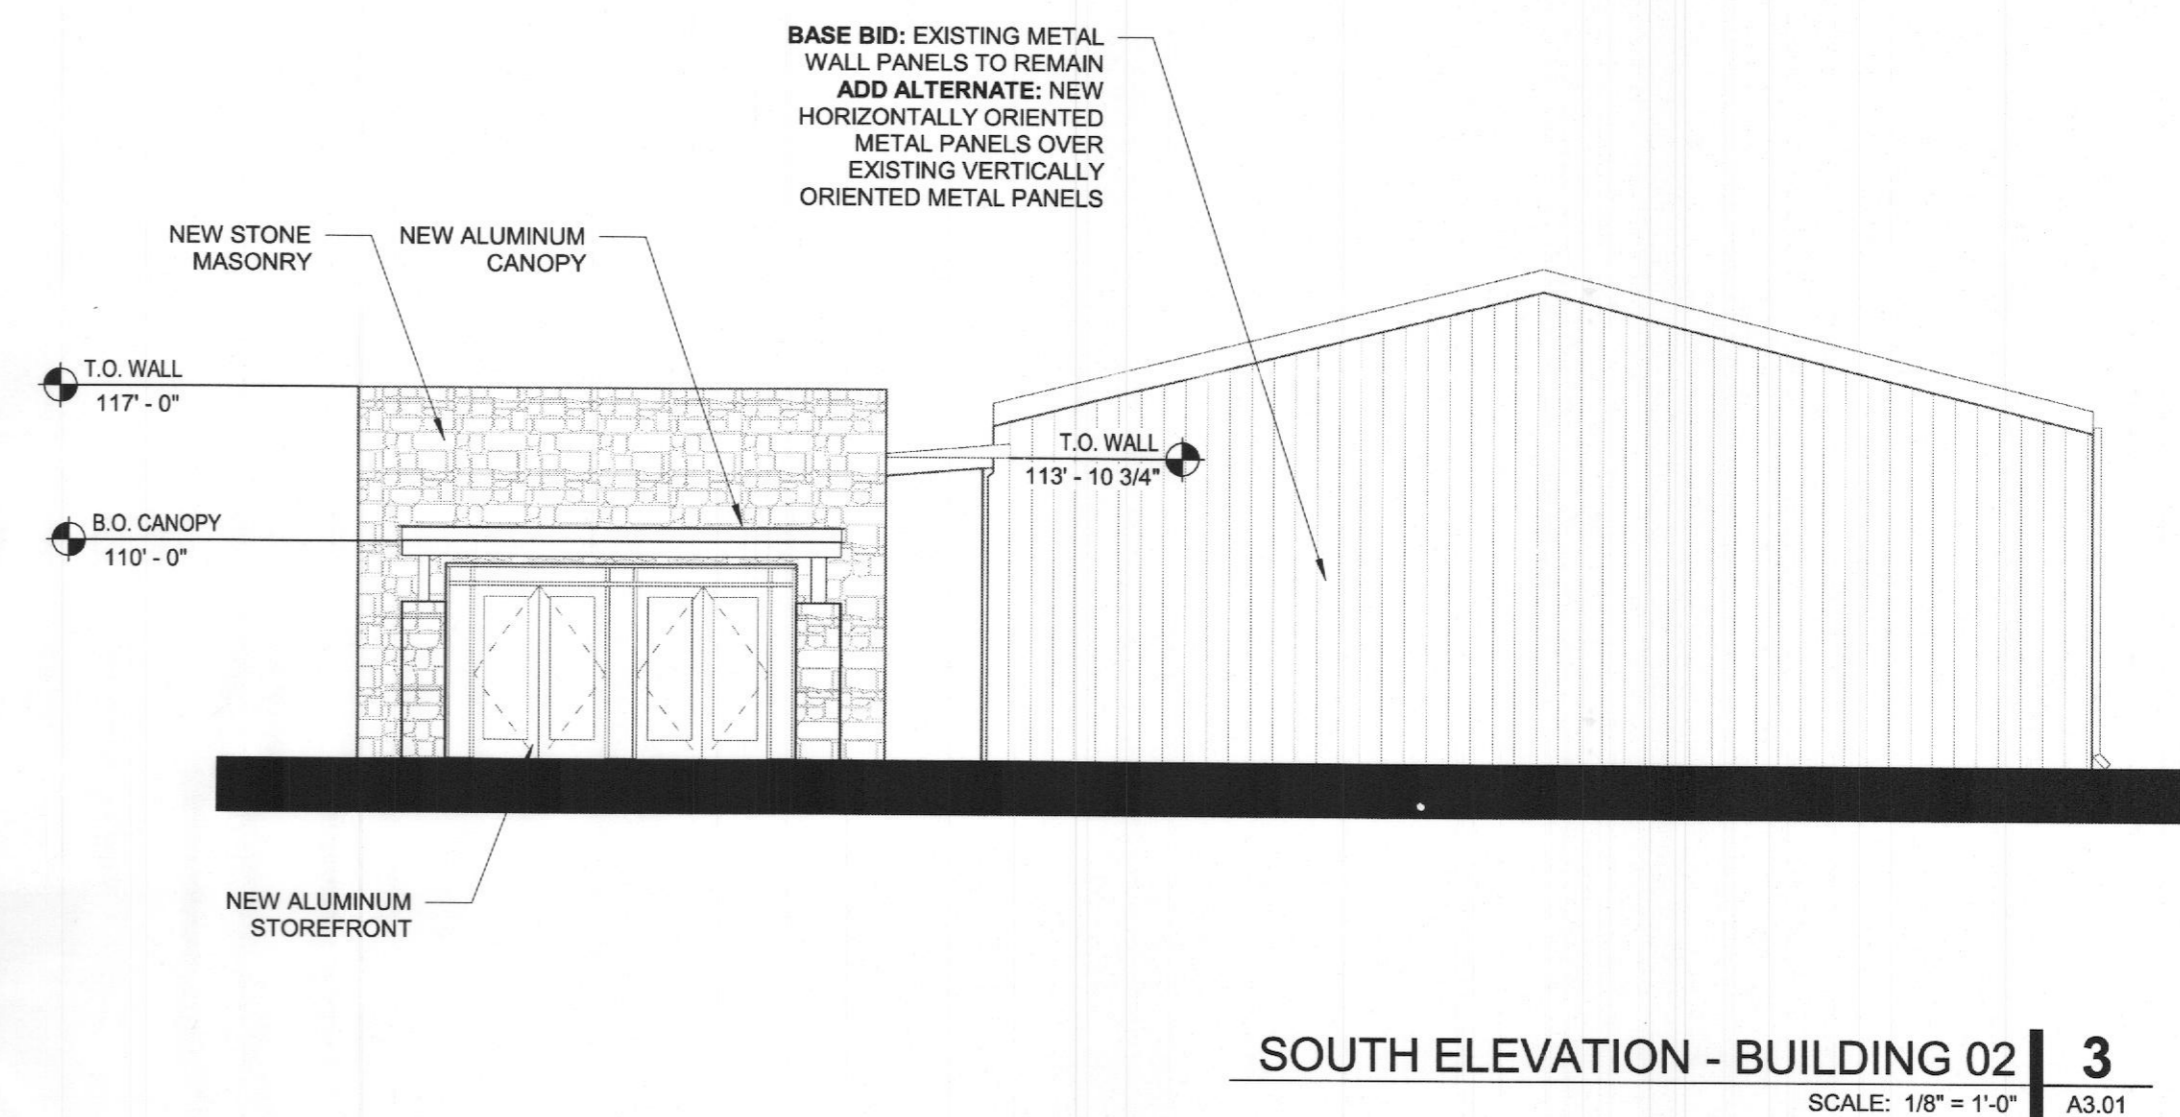 BASE BID: EXISTING METAL
WALL PANELS TO REMAIN
ADD ALTERNATE: NEW
HORIZONTALLY ORIENTED
METAL PANELS OVER
EXISTING VERTICALLY
ORIENTED METAL PANELS
NEW STONE
MASONRY
NEW ALUMINUM
CANOPY
T.O. WALL
117' - 0"
T.O. WALL
113' - 10 3/4"
B.O. CANOPY
110' - 0"
NEW ALUMINUM
STOREFRONT
SOUTH ELEVATION - BUILDING 02
3
SCALE: 1/8" = 1'-0"
A3.01